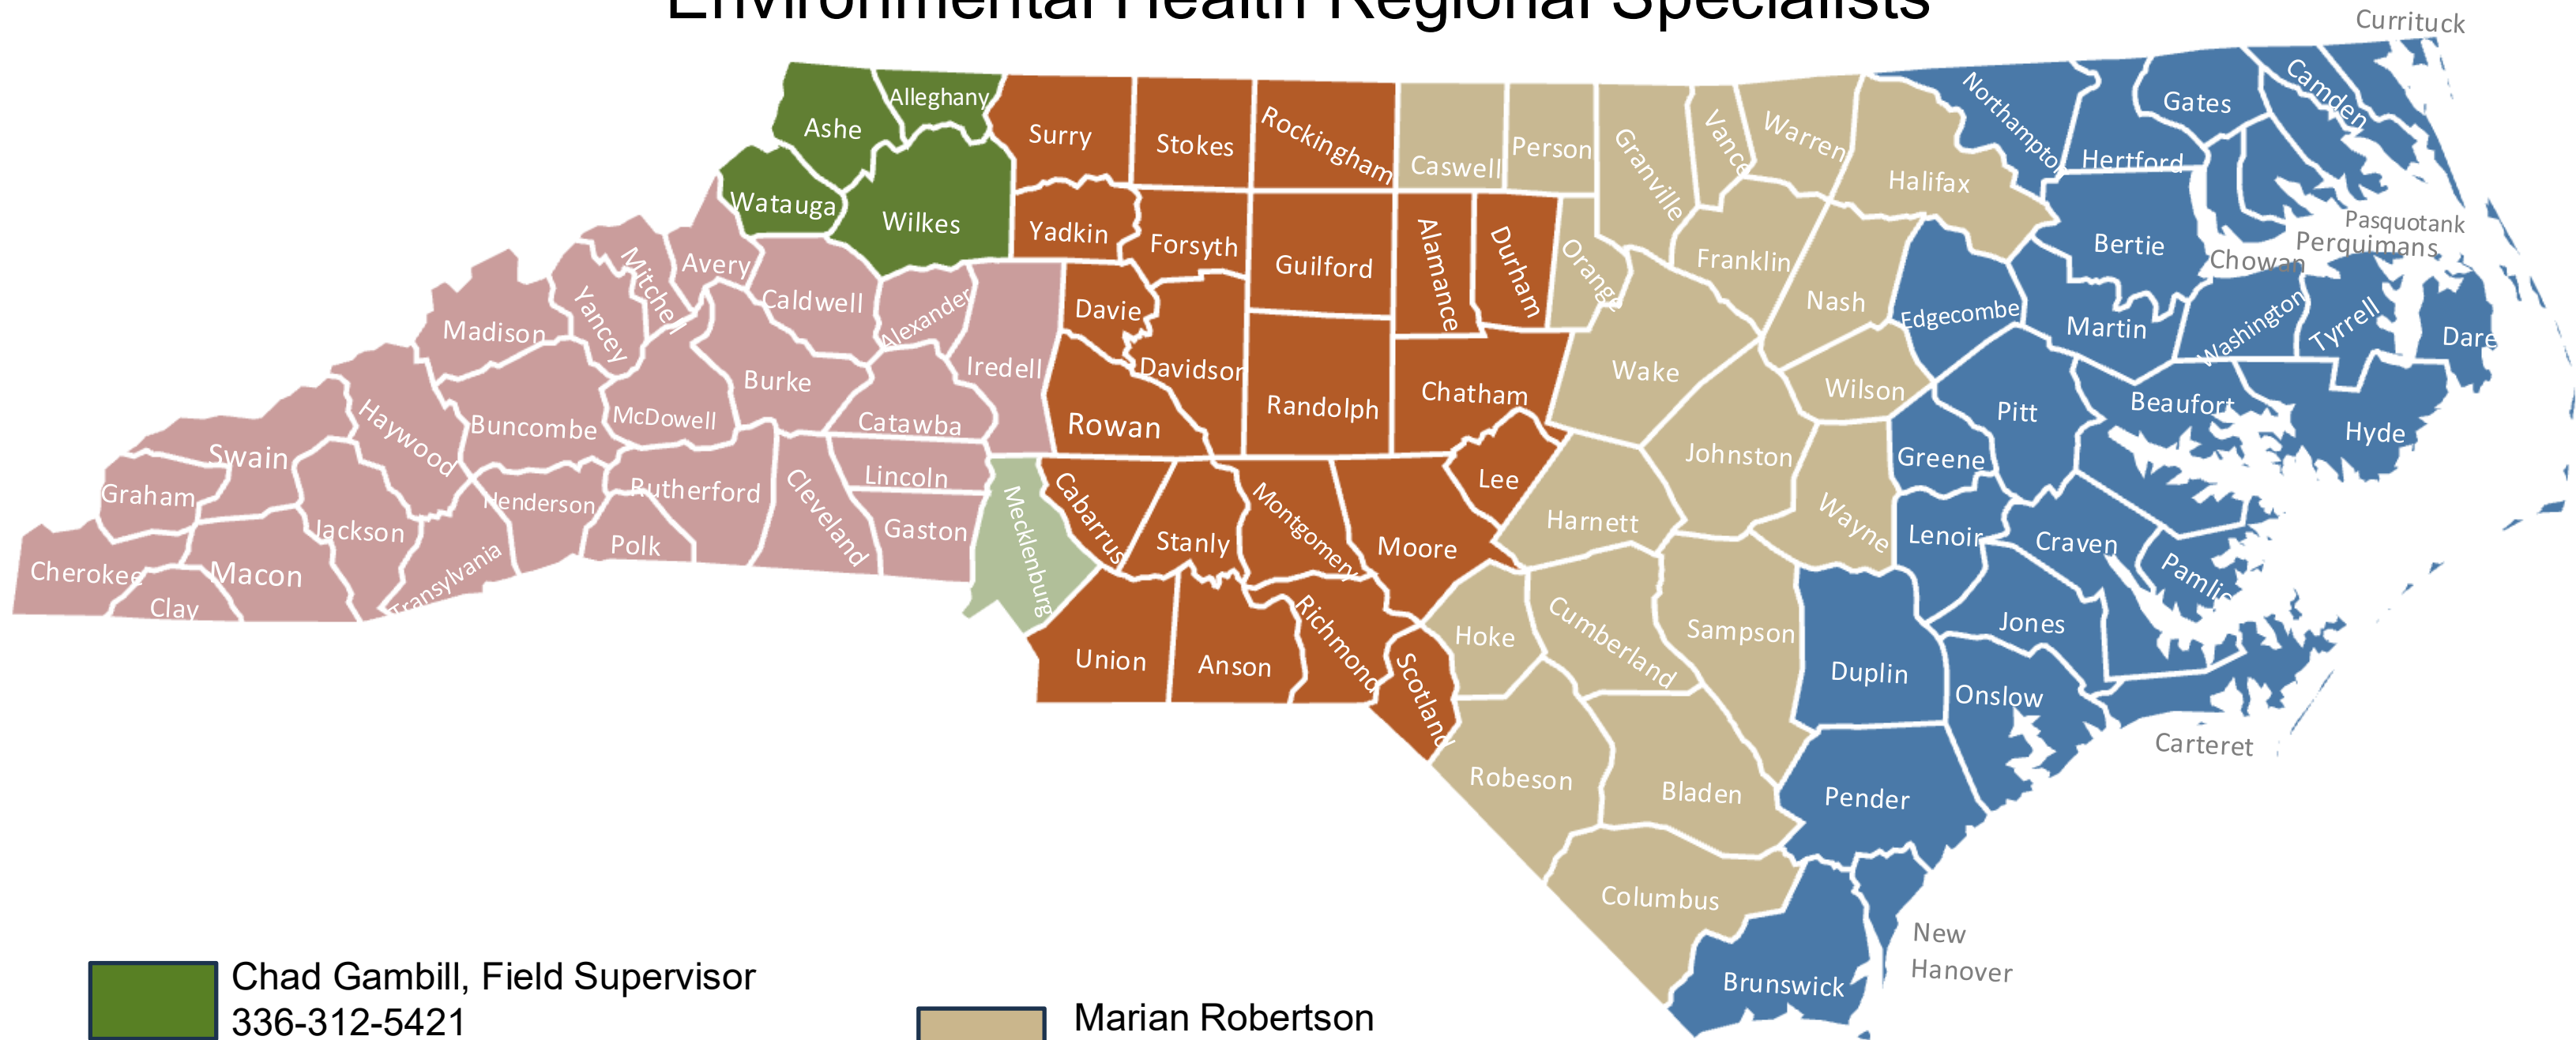 Environmental Health Regional Specialists
Currituck
Camden
Northampton
Gates
Alleghany
Ashe
Surry
Stokes
Rockingham
Caswell
Person
Granville
Vance
Warren
Halifax
Hertford
Watauga
Wilkes
Yadkin
Forsyth
Guilford
Alamance
Durham
Orange
Franklin
Nash
Edgecombe
Bertie
Pasquotank
Perquimans
Chowan
Mitchell
Avery
Yancey
Madison
Caldwell
Alexander
Iredell
Davie
Davidson
Randolph
Chatham
Wake
Wilson
Martin
Washington
Tyrrell
Dare
Swain
Haywood
Buncombe
McDowell
Burke
Catawba
Rowan
Lee
Johnston
Greene
Pitt
Beaufort
Hyde
Graham
Jackson
Henderson
Rutherford
Cleveland
Lincoln
Gaston
Mecklenburg
Cabarrus
Stanly
Montgomery
Moore
Harnett
Wayne
Lenoir
Craven
Pamlic
Cherokee
Clay
Macon
Transylvania
Polk
Union
Anson
Richmond
Scotland
Hoke
Cumberland
Sampson
Duplin
Jones
Onslow
Carteret
Robeson
Bladen
Pender
Columbus
Brunswick
New
Hanover
Chad Gambill, Field Supervisor
336-312-5421
Marian Robertson